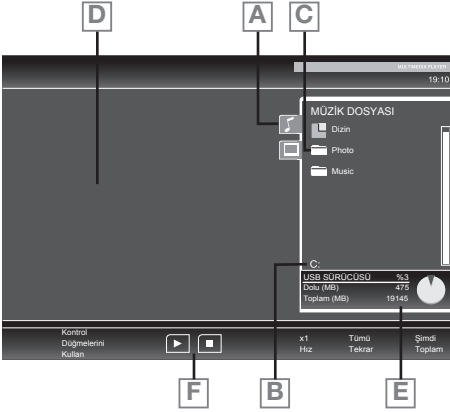 D A C
MULTIMEDIA PLAYER
19:10
MÜZİK DOSYASI
Dizin
Photo
Music
C:
USB SÜRÜCÜSÜ %3
Dolu (MB) 475
Toplam (MB) 19145
Kontrol
Düğmelerini
Kullan
x1 Tümü Şimdi
Hız Tekrar Toplam
F B E